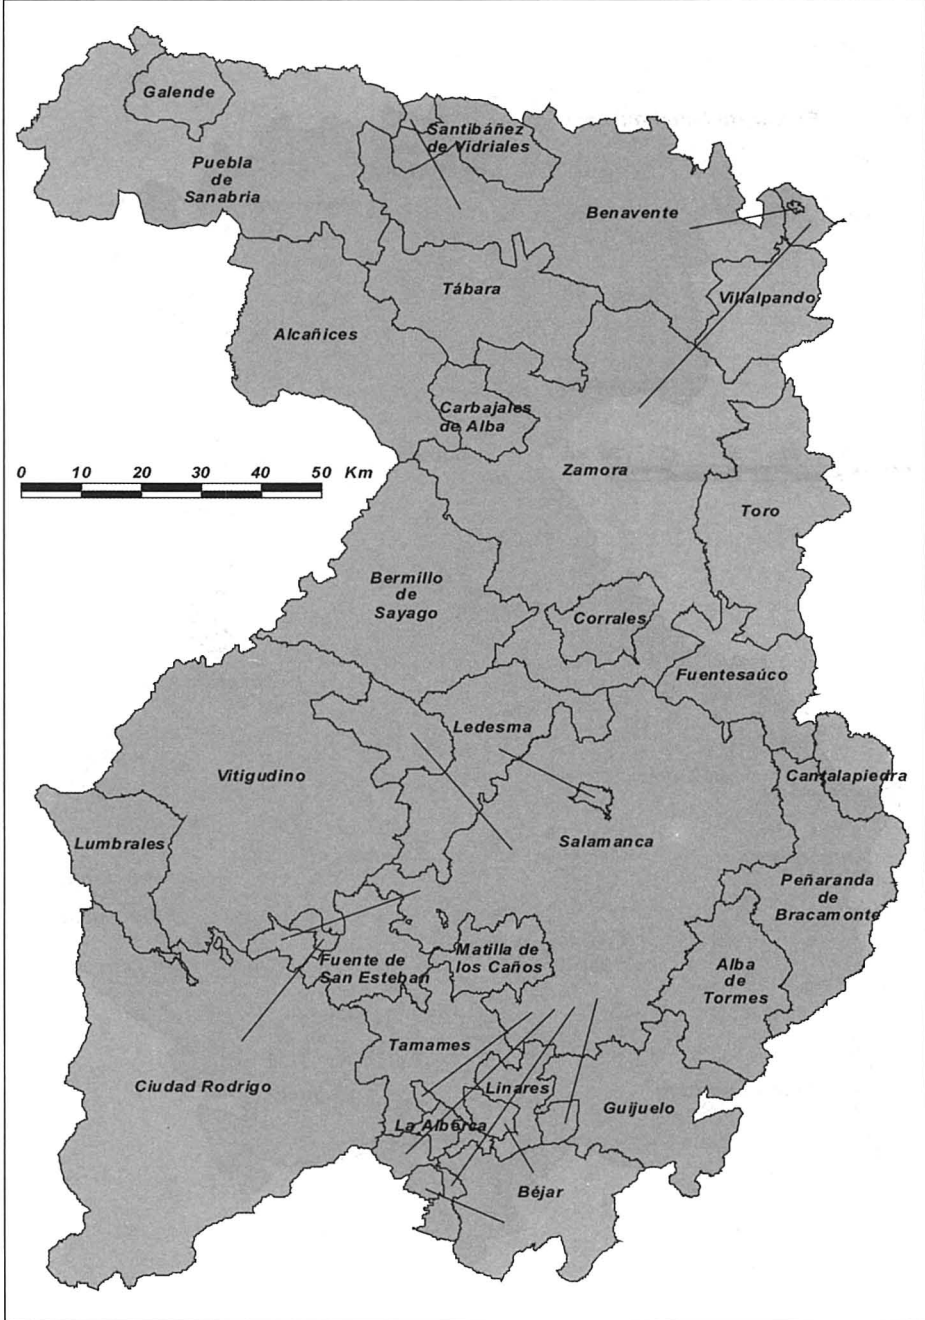 Galende
Santibáñez
de Vidriales
Puebla
de
Sanabria
Benavente
Tábara
Villalpando
Alcañices
Carbajales
de Alba
0 10 20 30 40 50 Km
Zamora
Toro
Bermillo
de
Sayago
Corrales
Fuentesaúco
Ledesma
Vitigudino
Cantalapiedra
Lumbrales
Salamanca
Peñaranda
de
Bracamonte
Fuente de
San Esteban
Matilla de
los Caños
Alba
de
Tormes
Tamames
Ciudad Rodrigo
Linares
Guijuelo
La Alberca
Béjar